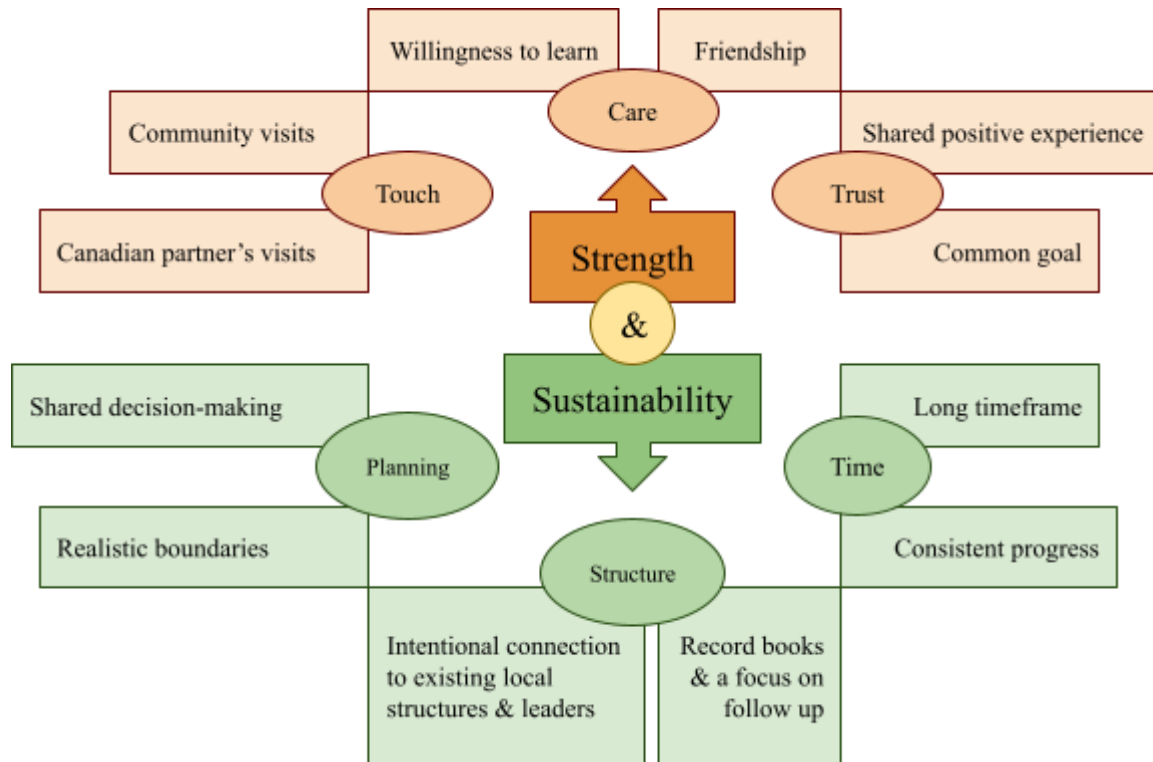 Willingness to learn
Friendship
Care
Community visits
Shared positive experience
Touch
Trust
Canadian partner’s visits
Common goal
Strength
&
Sustainability
Shared decision-making
Long timeframe
Planning
Time
Realistic boundaries
Consistent progress
Structure
Intentional connection
to existing local
structures & leaders
Record books
& a focus on
follow up